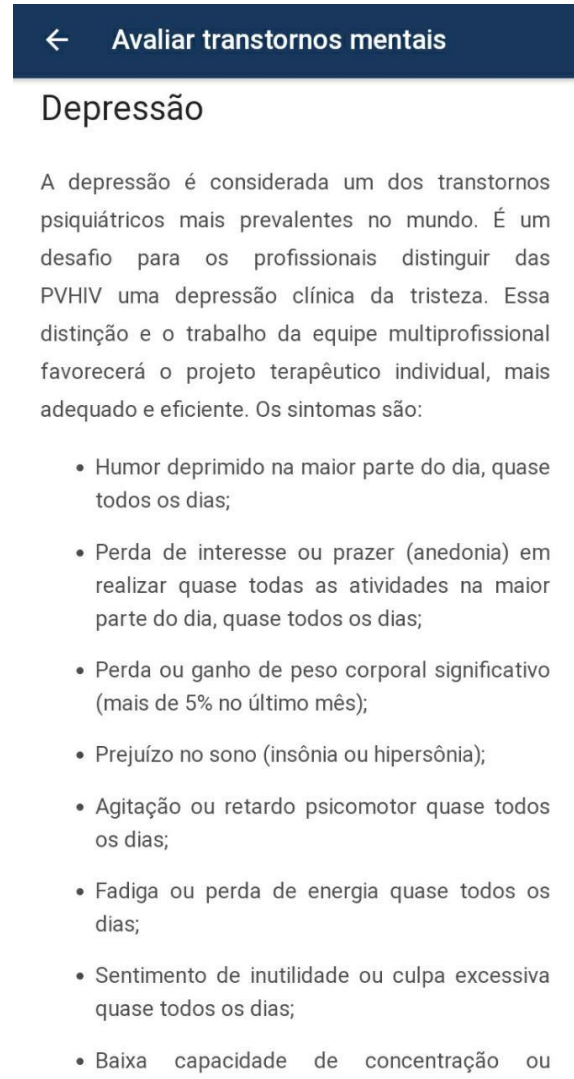 Avaliar transtornos mentais
Depressão
A depressão é considerada um dos transtornos
psiquiátricos mais prevalentes no mundo. É um
desafio para os profissionais distinguir das
PVHIV uma depressão clínica da tristeza. Essa
distinção e o trabalho da equipe multiprofissional
favorecerá o projeto terapêutico individual, mais
adequado e eficiente. Os sintomas são:
• Humor deprimido na maior parte do dia, quase
todos os dias;
• Perda de interesse ou prazer (anedonia) em
realizar quase todas as atividades na maior
parte do dia, quase todos os dias;
• Perda ou ganho de peso corporal significativo
(mais de 5% no último mês);
• Prejuízo no sono (insônia ou hipersônia);
• Agitação ou retardo psicomotor quase todos
os dias;
• Fadiga ou perda de energia quase todos os
dias;
• Sentimento de inutilidade ou culpa excessiva
quase todos os dias;
• Baixa capacidade de concentração ou